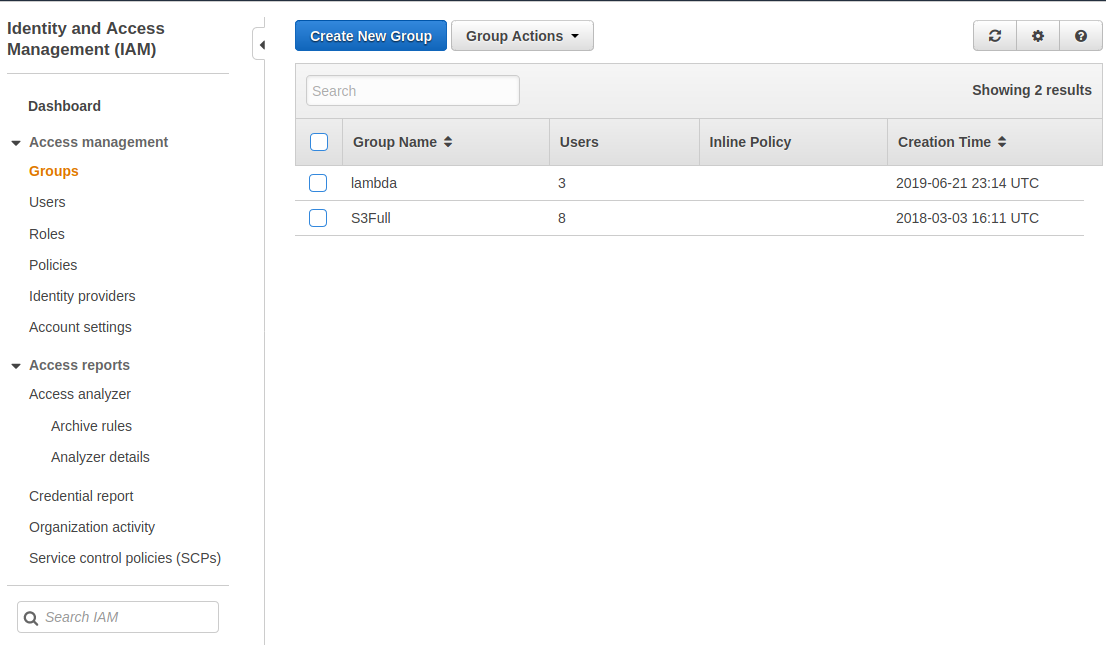 Identity and Access
Management (IAM)
Dashboard
Access management
Groups
Users
Roles
Policies
Identity providers
Account settings
Access reports
Access analyzer
Archive rules
Analyzer details
Credential report
Organization activity
Service control policies (SCPs)
Search IAM
Create New Group Group Actions
Search Showing 2 results
Group Name Users Inline Policy Creation Time
lambda 3 2019-06-21 23:14 UTC
S3Full 8 2018-03-03 16:11 UTC